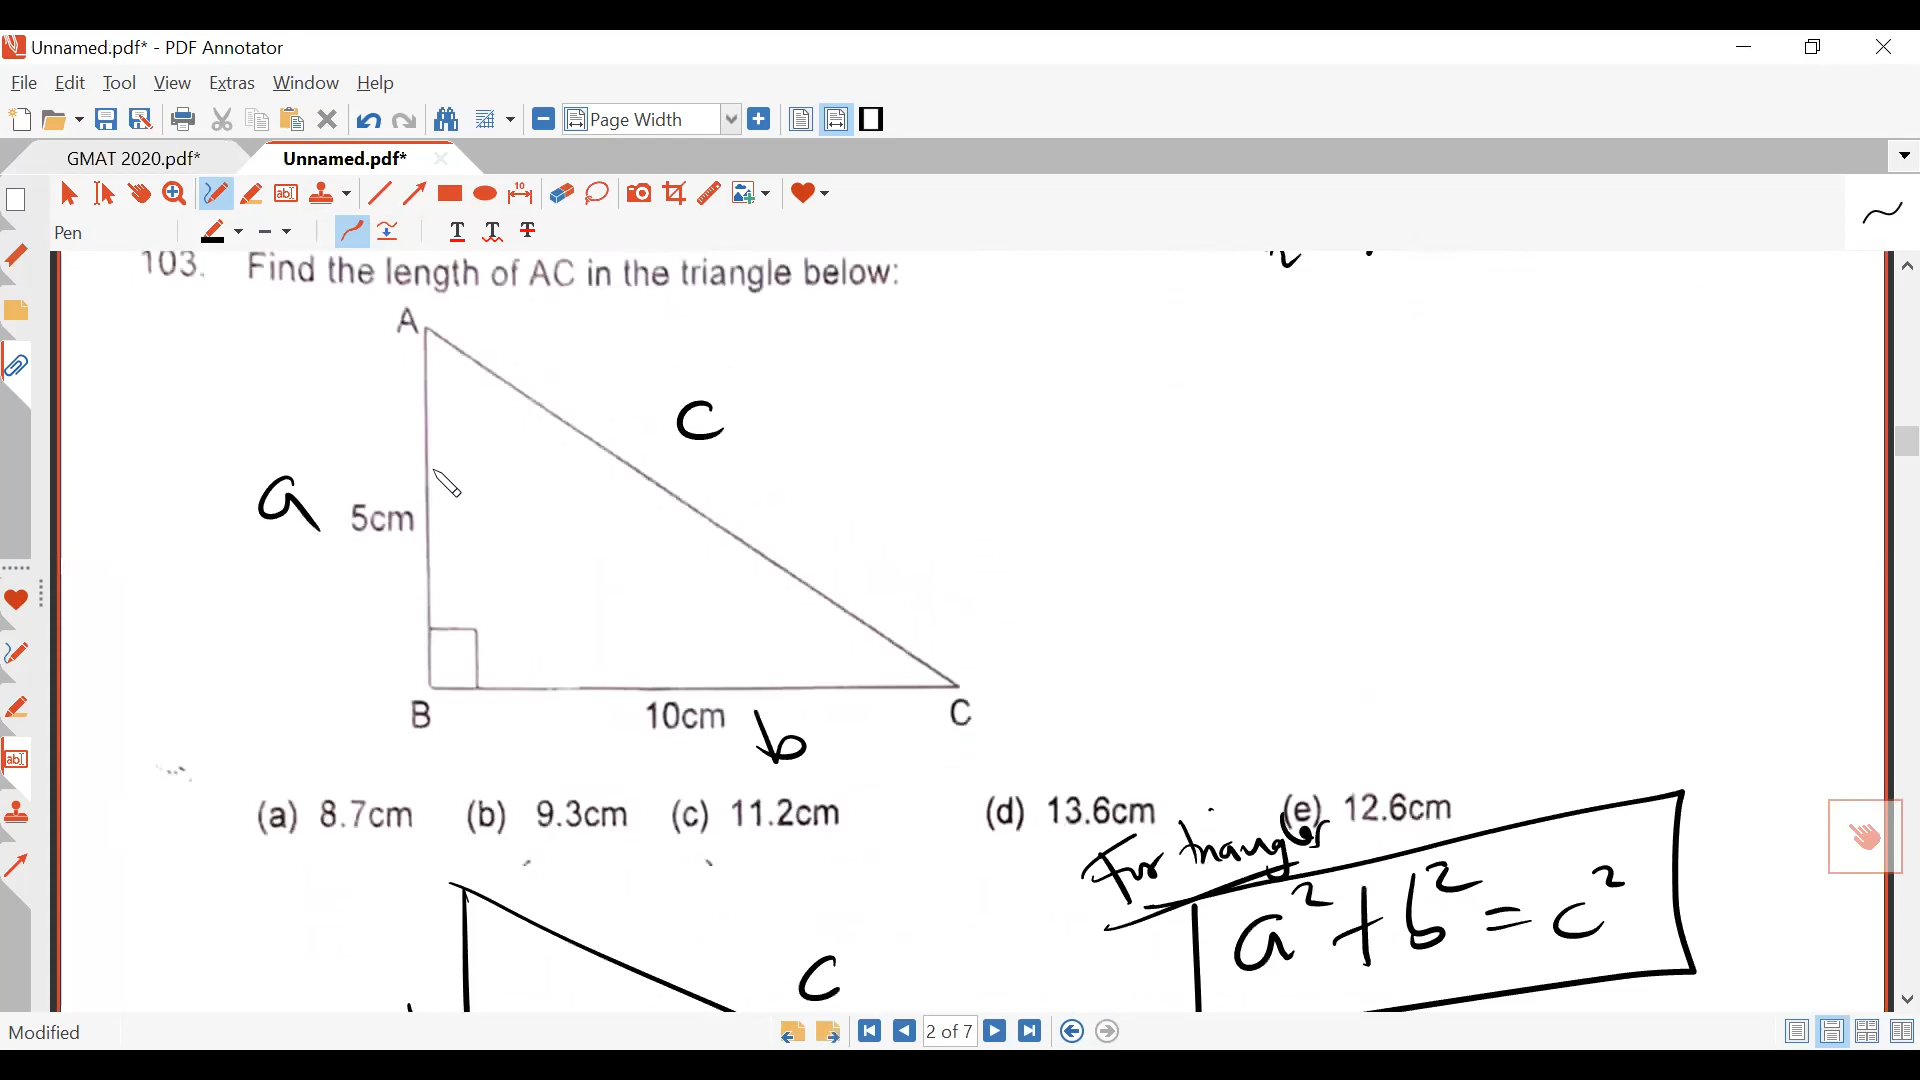 Unnamed.pdf* - PDF Annotator
File Edit Tool View Extras Window Help
Page Width
GMAT 2020.pdf* Unnamed.pdf*
Pen
103. Find the length of AC in the triangle below:
A
c
a 5cm
B 10cm b C
(a) 8.7cm (b) 9.3cm (c) 11.2cm (d) 13.6cm (e) 12.6cm
For triangles
a² + b² = c²
c
Modified 2 of 7